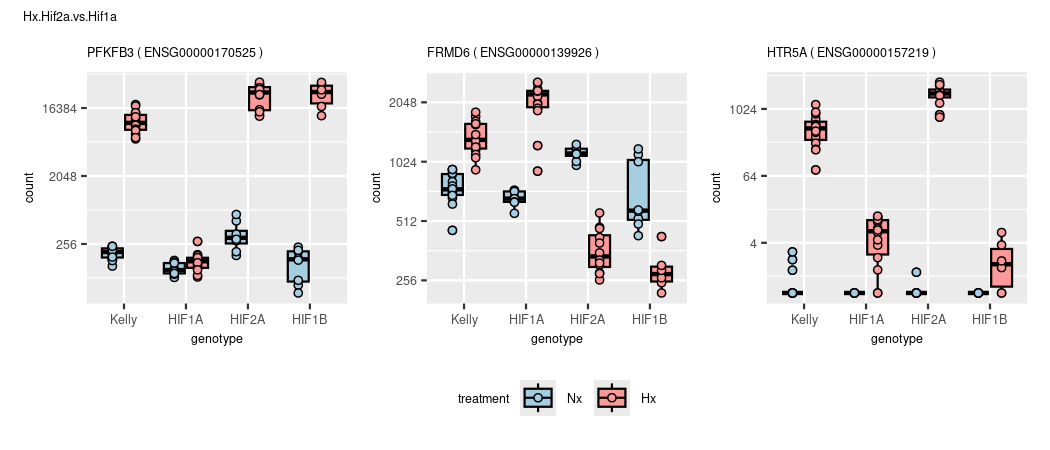 Hx.Hif2a.vs.Hif1a
PFKFB3 ( ENSG00000170525 )
count
16384
2048
256
Kelly HIF1A HIF2A HIF1B
genotype
FRMD6 ( ENSG00000139926 )
count
2048
1024
512
256
Kelly HIF1A HIF2A HIF1B
genotype
HTR5A ( ENSG00000157219 )
count
1024
64
4
Kelly HIF1A HIF2A HIF1B
genotype
treatment Nx Hx